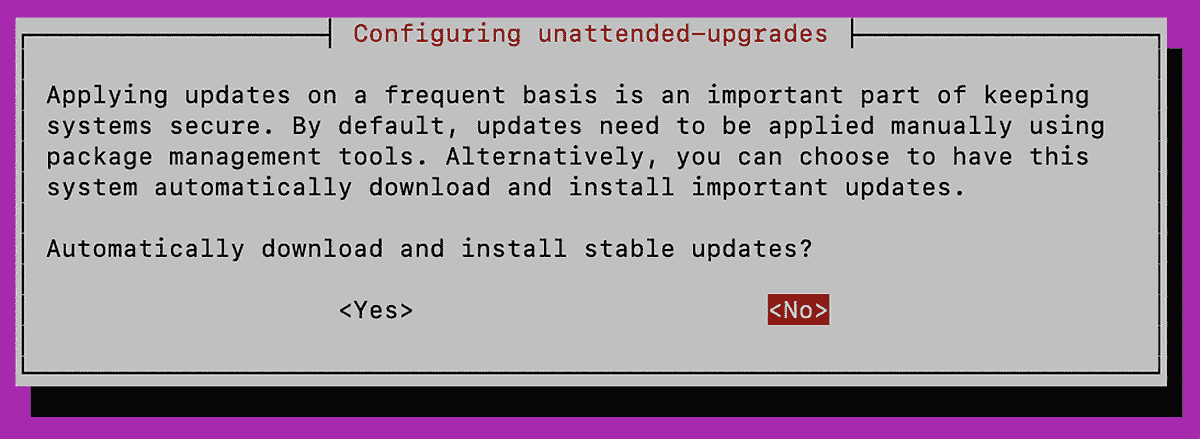 Configuring unattended-upgrades
Applying updates on a frequent basis is an important part of keeping
systems secure. By default, updates need to be applied manually using
package management tools. Alternatively, you can choose to have this
system automatically download and install important updates.
Automatically download and install stable updates?
<Yes> <No>